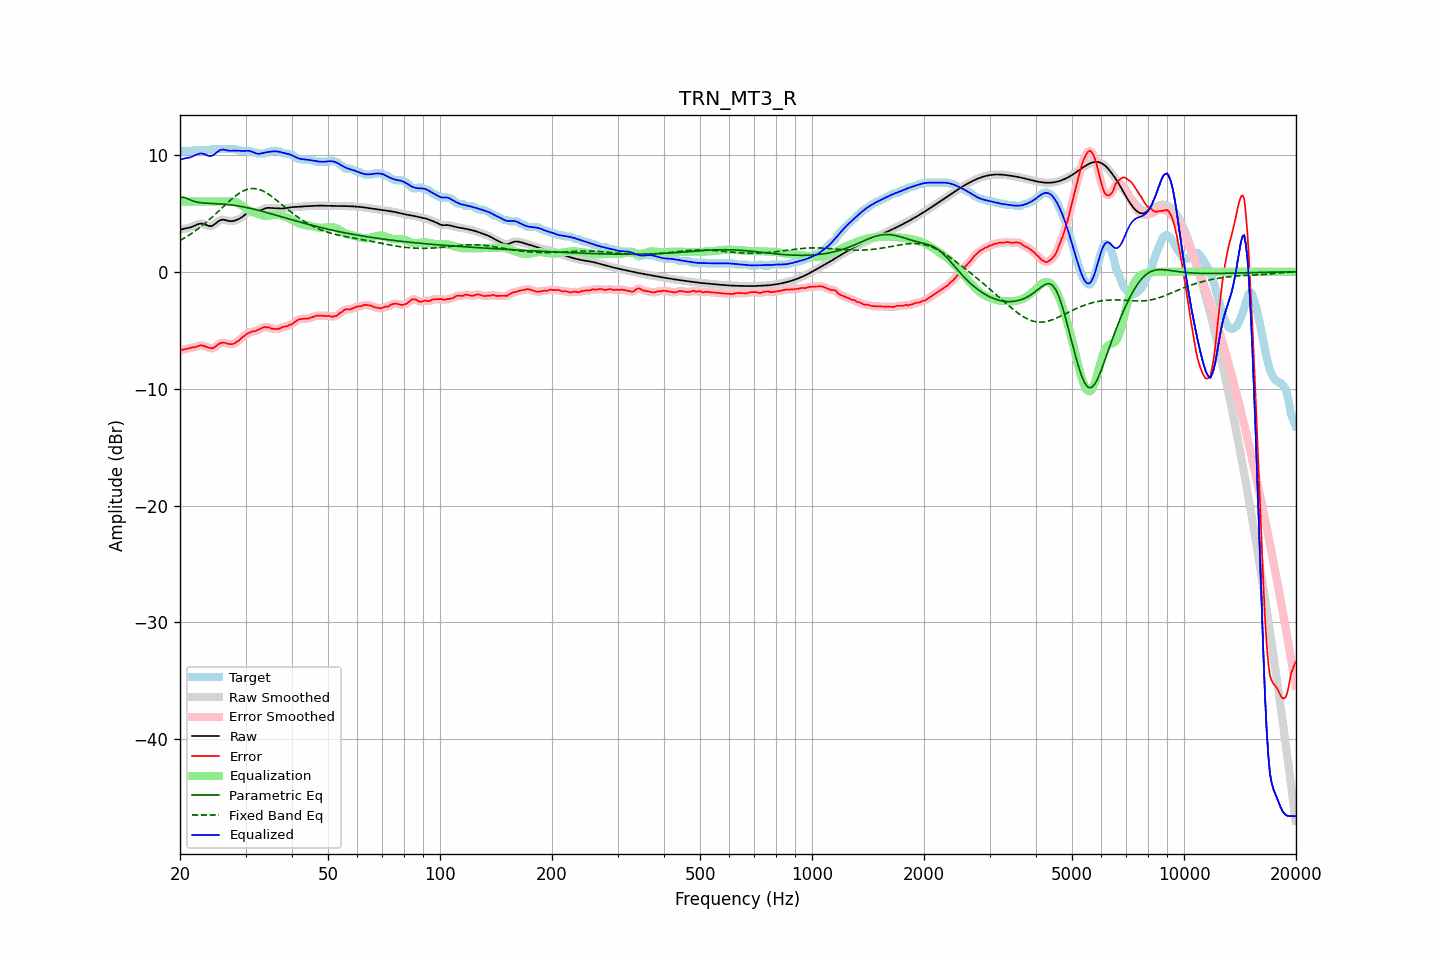 TRN_MT3_R
10
0
−10
−20
−30
−40
Amplitude (dBr)
Target
Raw Smoothed
Error Smoothed
Raw
Error
Equalization
Parametric Eq
Fixed Band Eq
Equalized
20 50 100 200 500 1000 2000 5000 10000 20000
Frequency (Hz)